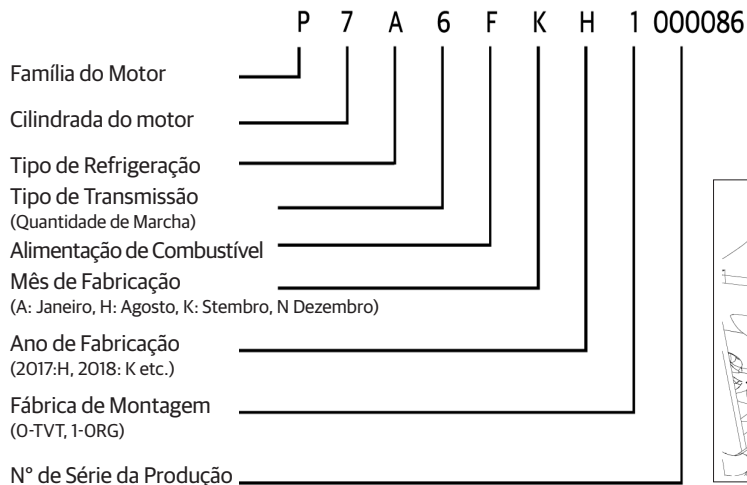 P 7 A 6 F K H 1 000086
Família do Motor
Cilindrada do motor
Tipo de Refrigeração
Tipo de Transmissão
(Quantidade de Marcha)
Alimentação de Combustível
Mês de Fabricação
(A: Janeiro, H: Agosto, K: Stembro, N Dezembro)
Ano de Fabricação
(2017:H, 2018: K etc.)
Fábrica de Montagem
(0-TVT, 1-0RG)
N° de Série da Produção